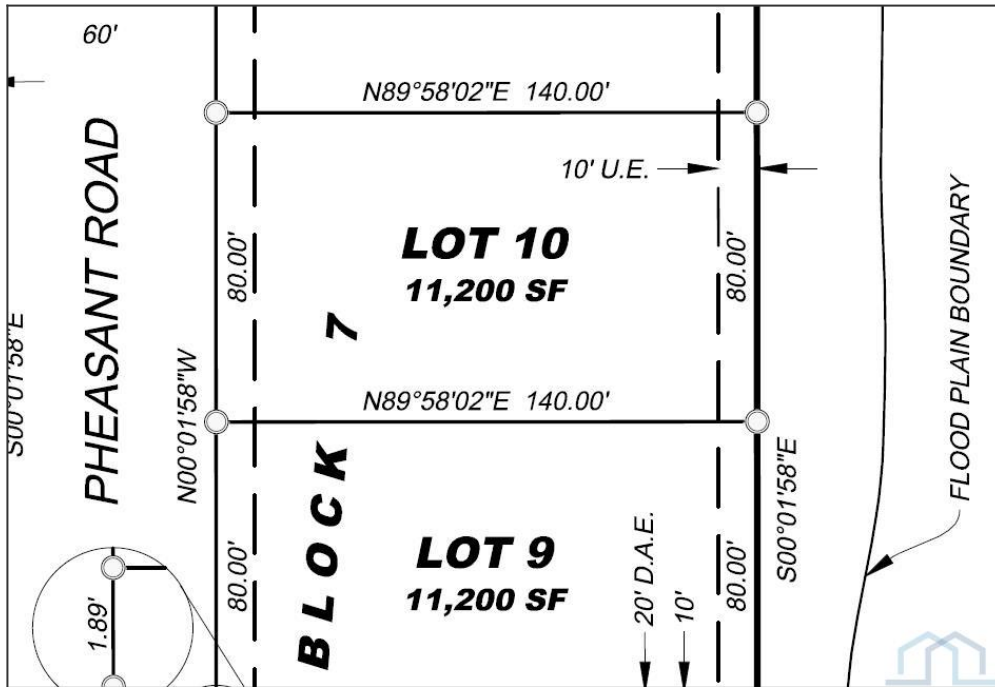 60'
N89°58'02"E 140.00'
10' U.E.
PHEASANT ROAD
LOT 10
11,200 SF
80.00'
80.00'
7
S00°01'58"E
N00°01'58"W
N89°58'02"E 140.00'
FLOOD PLAIN BOUNDARY
S00°01'58"E
BLOCK
LOT 9
11,200 SF
80.00'
20' D.A.E.
10'
80.00'
1.89'